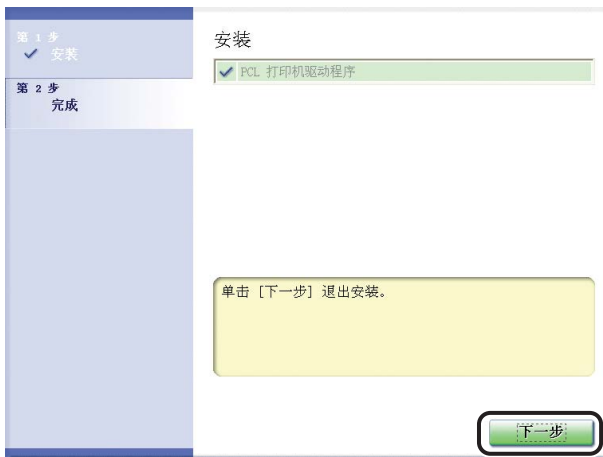 第 1 步
安装
第 2 步
完成
安装
PCL 打印机驱动程序
单击 [下一步] 退出安装。
下一步